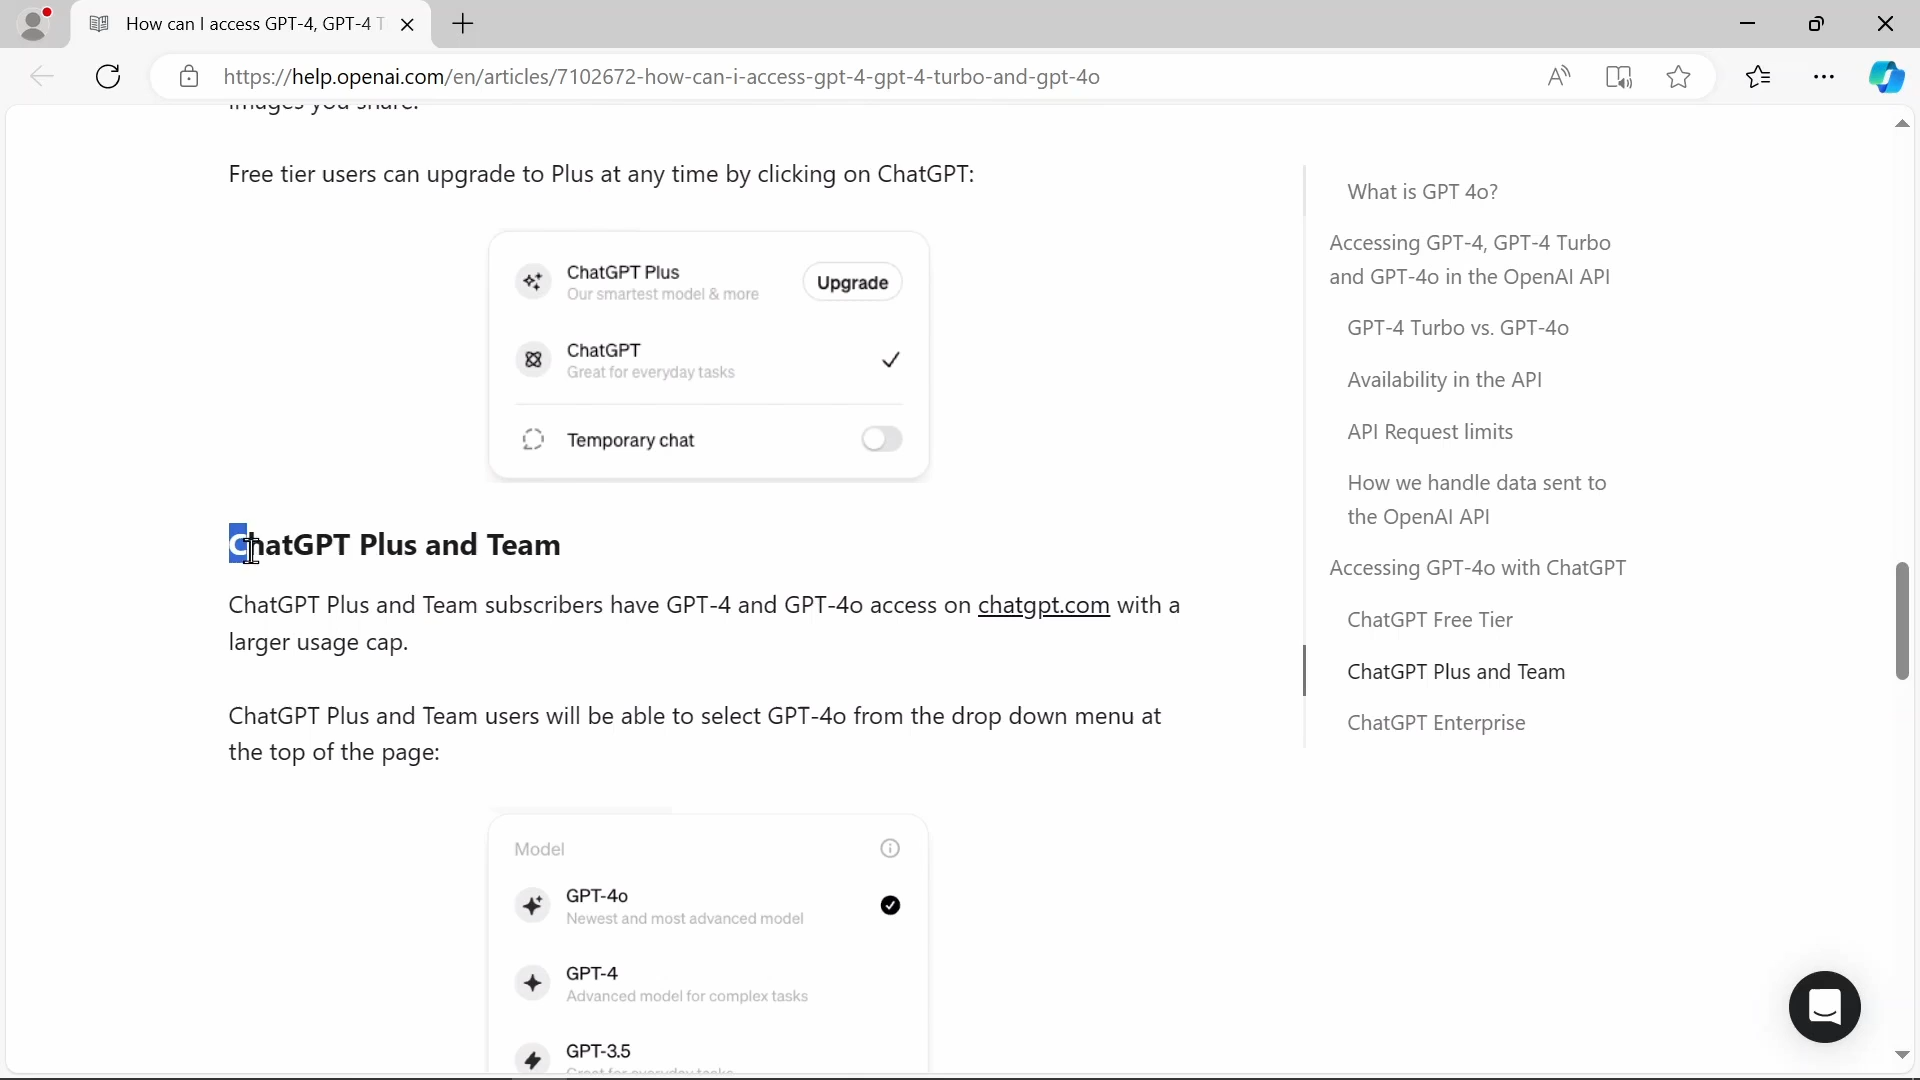 How can I access GPT-4, GPT-4 T
https://help.openai.com/en/articles/7102672-how-can-i-access-gpt-4-gpt-4-turbo-and-gpt-4o
images you share.
Free tier users can upgrade to Plus at any time by clicking on ChatGPT:
ChatGPT Plus
Our smartest model & more
Upgrade
ChatGPT
Great for everyday tasks
Temporary chat
ChatGPT Plus and Team
ChatGPT Plus and Team subscribers have GPT-4 and GPT-4o access on chatgpt.com with a
larger usage cap.
ChatGPT Plus and Team users will be able to select GPT-4o from the drop down menu at
the top of the page:
Model
GPT-4o
Newest and most advanced model
GPT-4
Advanced model for complex tasks
GPT-3.5
Great for everyday tasks
What is GPT 4o?
Accessing GPT-4, GPT-4 Turbo
and GPT-4o in the OpenAI API
GPT-4 Turbo vs. GPT-4o
Availability in the API
API Request limits
How we handle data sent to
the OpenAI API
Accessing GPT-4o with ChatGPT
ChatGPT Free Tier
ChatGPT Plus and Team
ChatGPT Enterprise